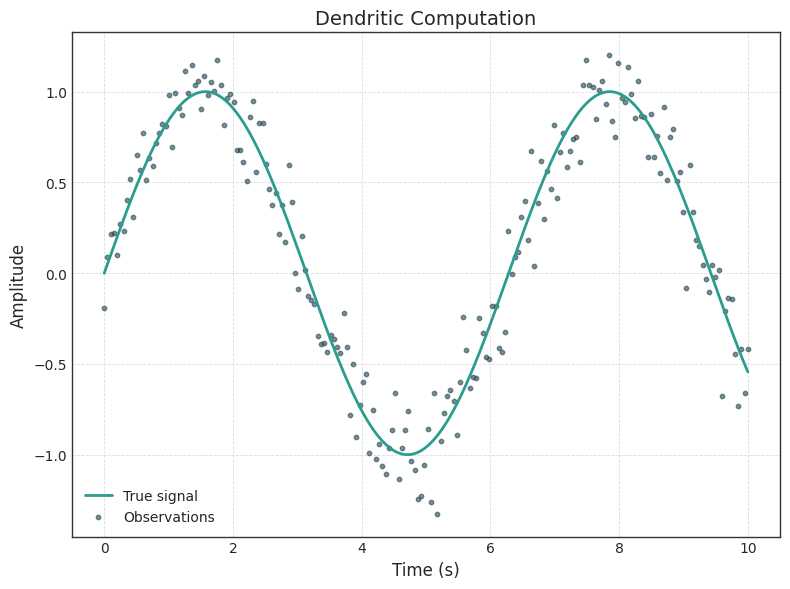 Dendritic Computation
Amplitude
1.0
0.5
0.0
−0.5
−1.0
True signal
Observations
0 2 4 6 8 10
Time (s)